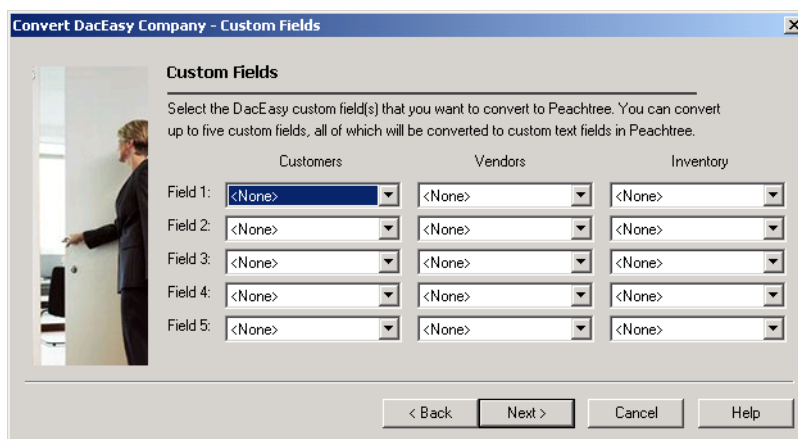 Convert DacEasy Company - Custom Fields
Custom Fields
Select the DacEasy custom field(s) that you want to convert to Peachtree. You can convert
up to five custom fields, all of which will be converted to custom text fields in Peachtree.
Customers Vendors Inventory
Field 1: <None> <None> <None>
Field 2: <None> <None> <None>
Field 3: <None> <None> <None>
Field 4: <None> <None> <None>
Field 5: <None> <None> <None>
< Back Next > Cancel Help